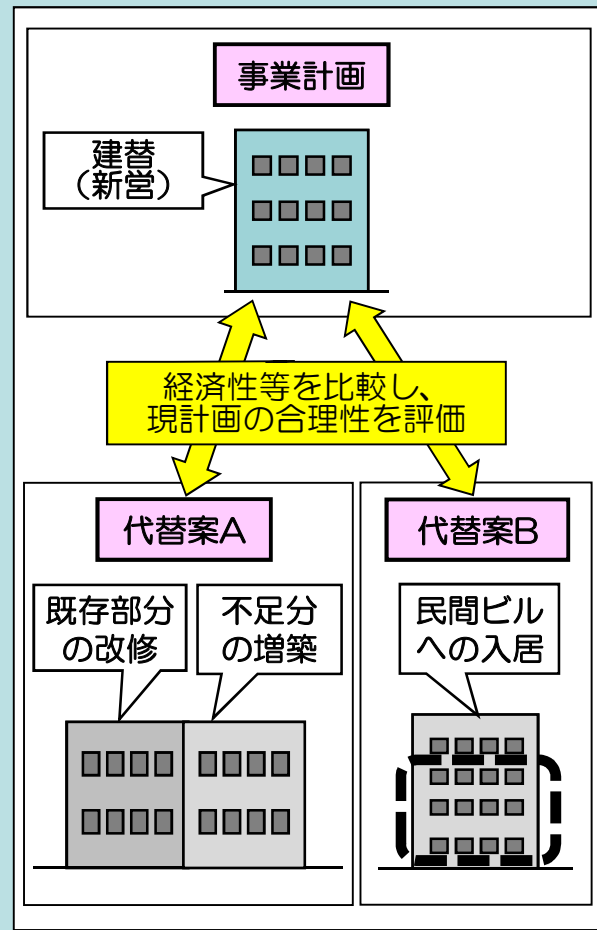 事業計画
建替
（新営）
経済性等を比較し、
現計画の合理性を評価
代替案A
既存部分
の改修
不足分
の増築
代替案B
民間ビル
への入居